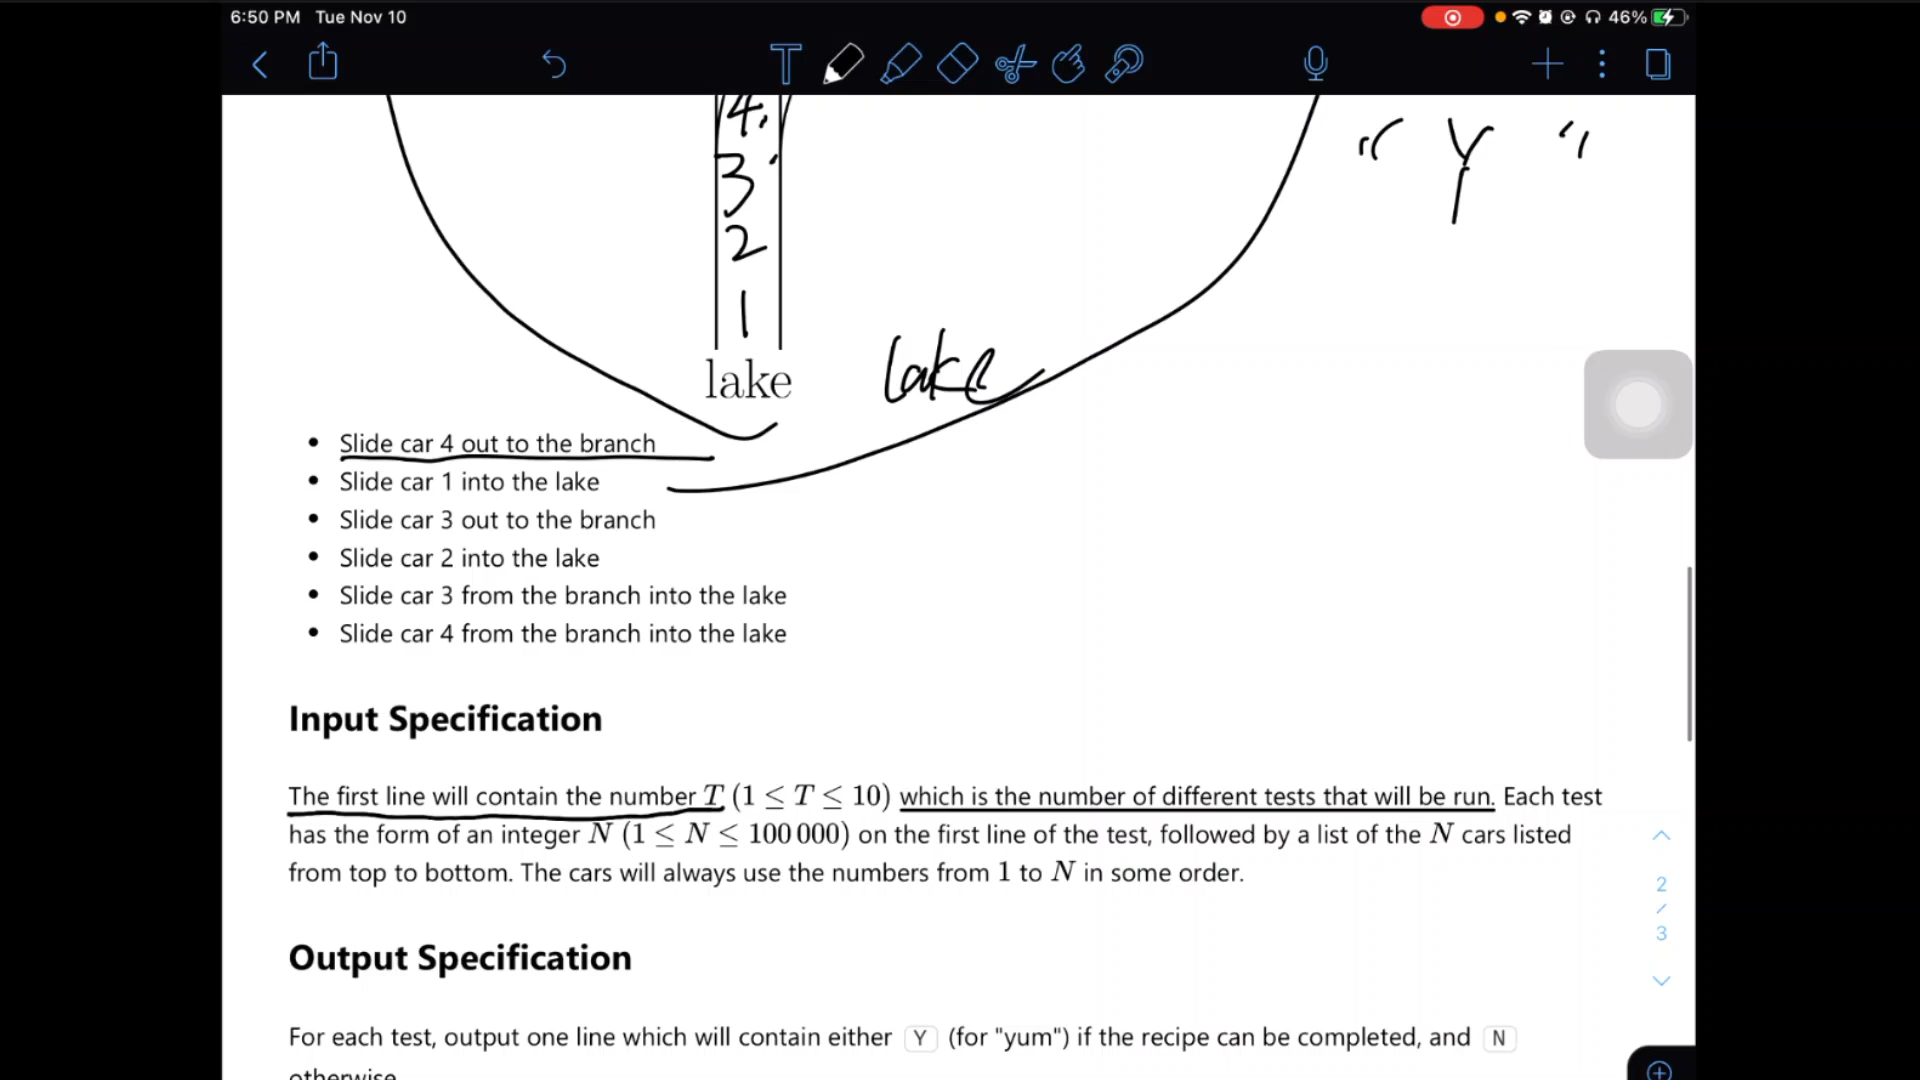 6:50 PM Tue Nov 10
46%
T
4
3
2
1
"Y"
lake
lake
• Slide car 4 out to the branch
• Slide car 1 into the lake
• Slide car 3 out to the branch
• Slide car 2 into the lake
• Slide car 3 from the branch into the lake
• Slide car 4 from the branch into the lake
Input Specification
The first line will contain the number T (1 ≤ T ≤ 10) which is the number of different tests that will be run. Each test
has the form of an integer N (1 ≤ N ≤ 100 000) on the first line of the test, followed by a list of the N cars listed
from top to bottom. The cars will always use the numbers from 1 to N in some order.
2
/
3
Output Specification
For each test, output one line which will contain either Y (for "yum") if the recipe can be completed, and N
otherwise